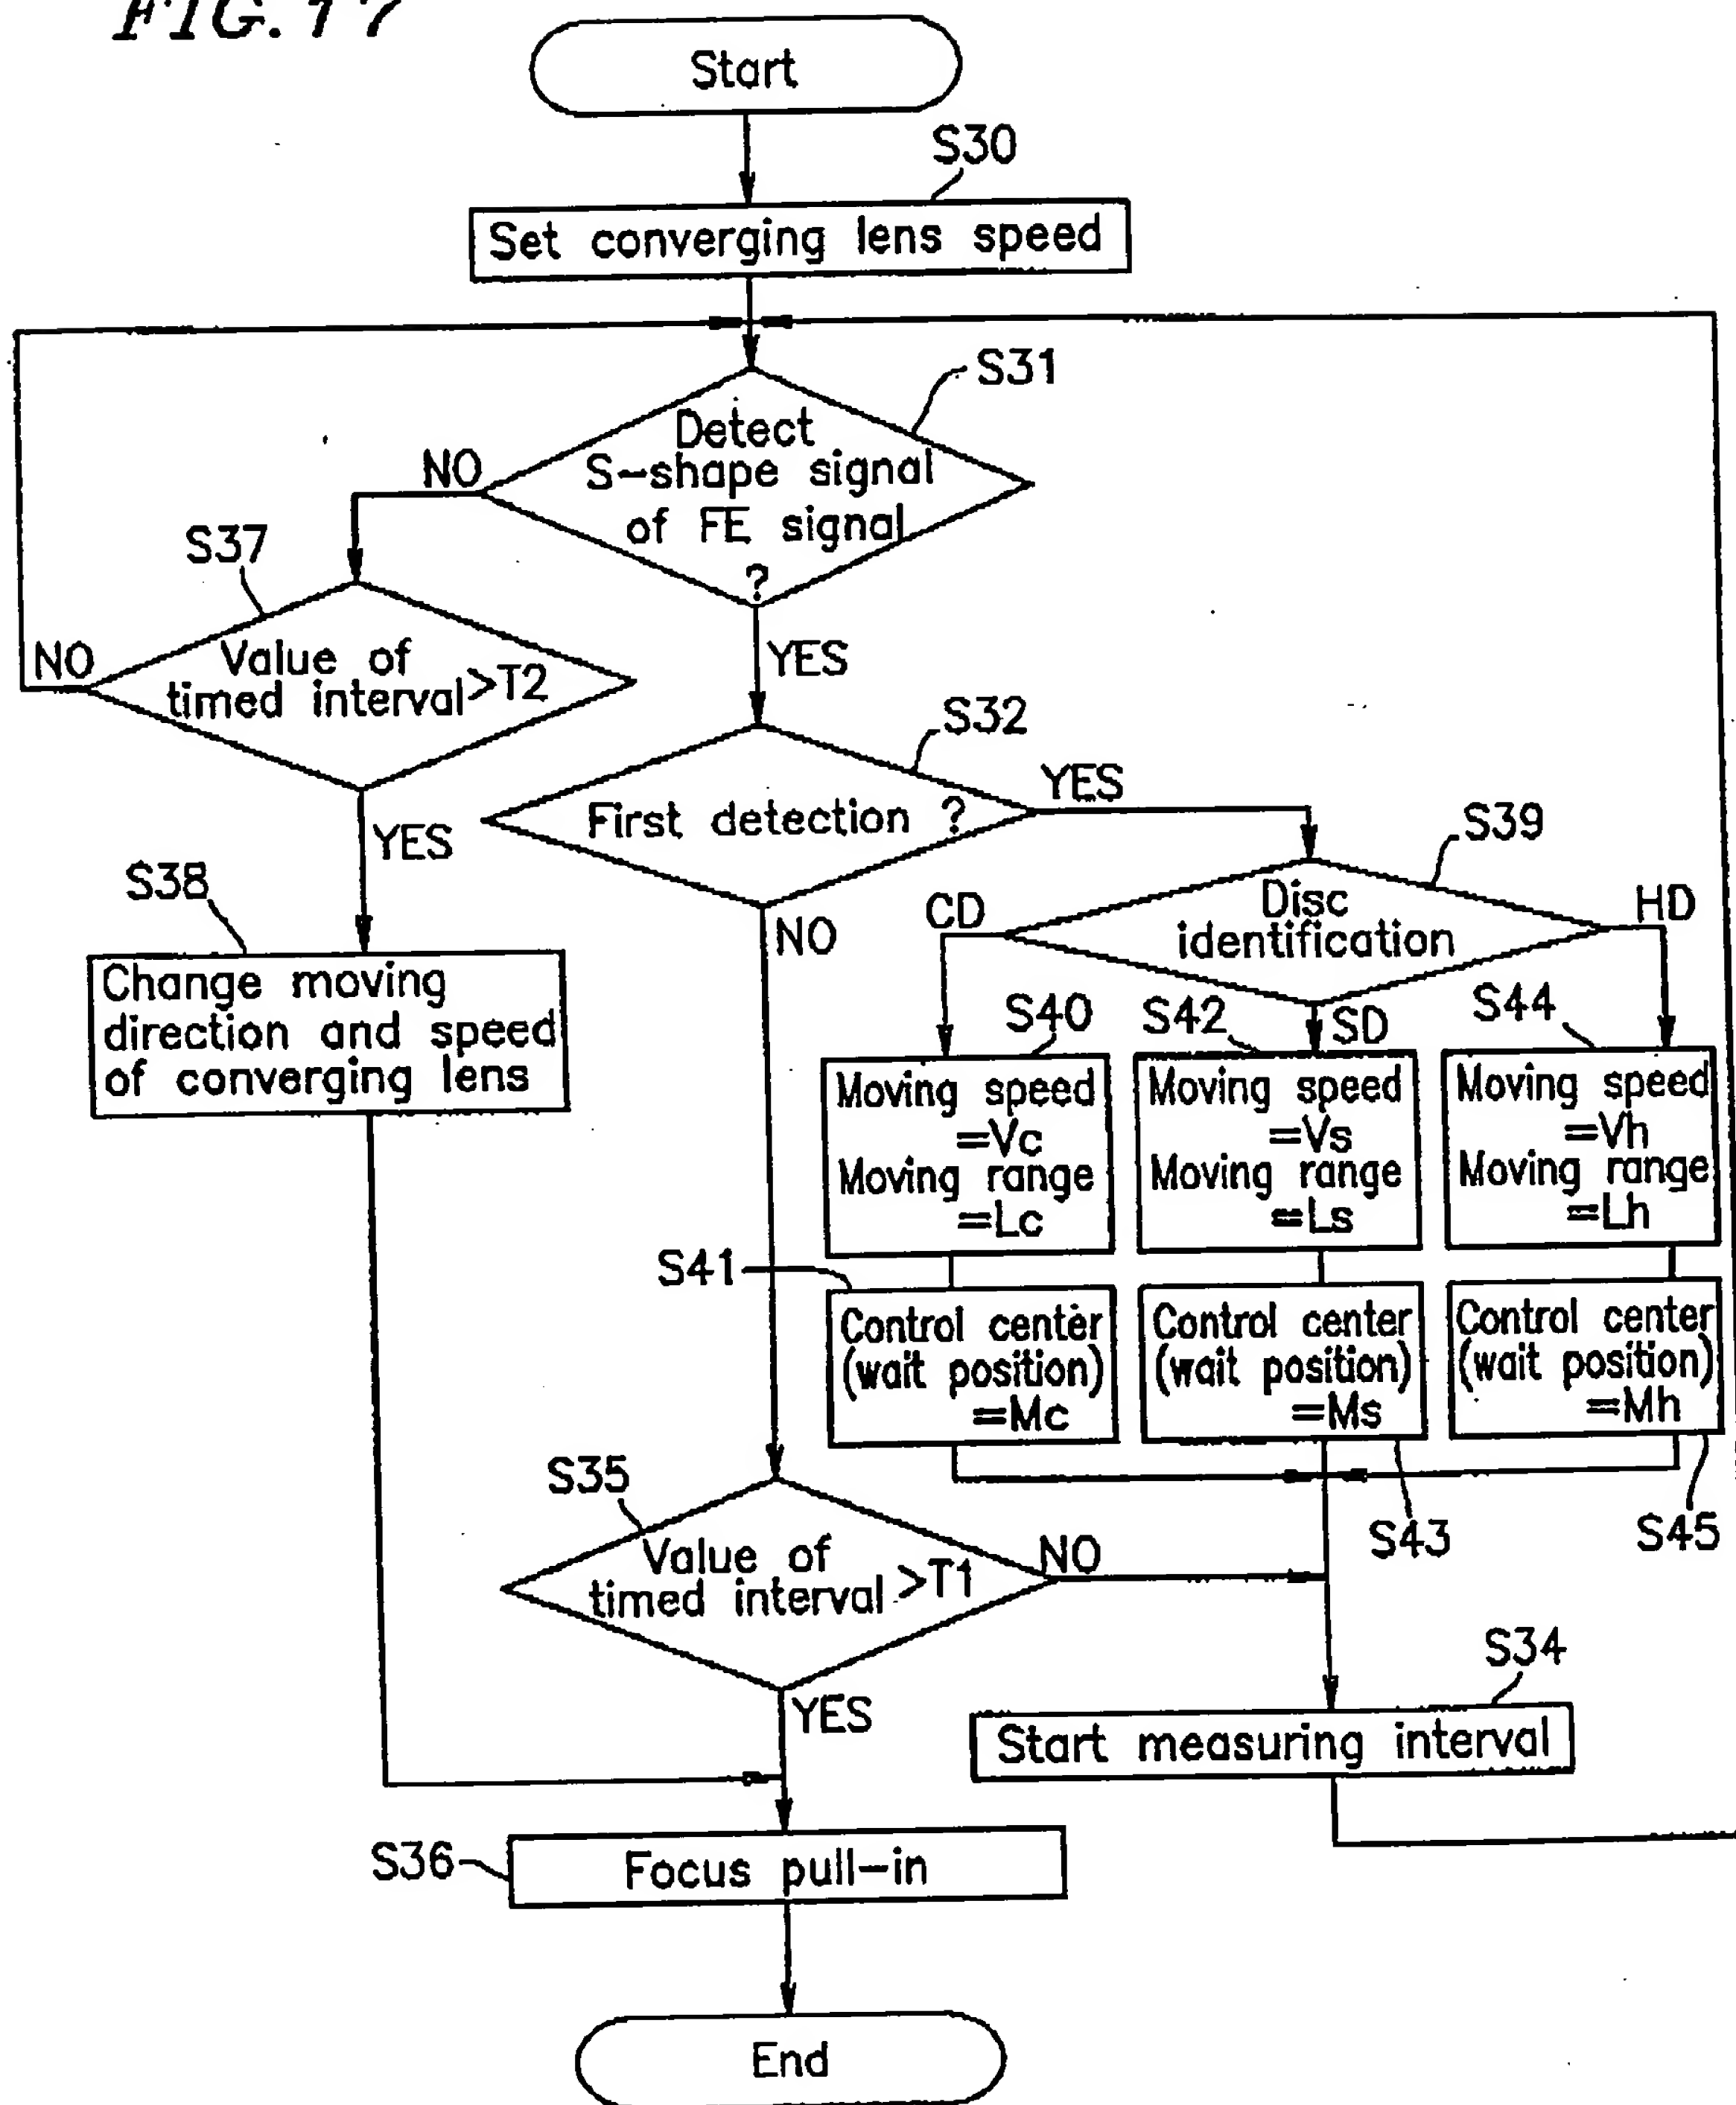 FIG. 17
Start
S30
Set converging lens speed
S31
Detect
S-shape signal
of FE signal
?
NO
YES
S37
Value of
timed interval >T2
NO
YES
S32
First detection ?
YES
NO
S38
Change moving
direction and speed
of converging lens
S39
Disc
identification
CD
SD
HD
S40
Moving speed
=Vc
Moving range
=Lc
S42
Moving speed
=Vs
Moving range
=Ls
S44
Moving speed
=Vh
Moving range
=Lh
S41
Control center
(wait position)
=Mc
Control center
(wait position)
=Ms
S43
Control center
(wait position)
=Mh
S45
S35
Value of
timed interval >T1
NO
YES
S34
Start measuring interval
S36
Focus pull-in
End